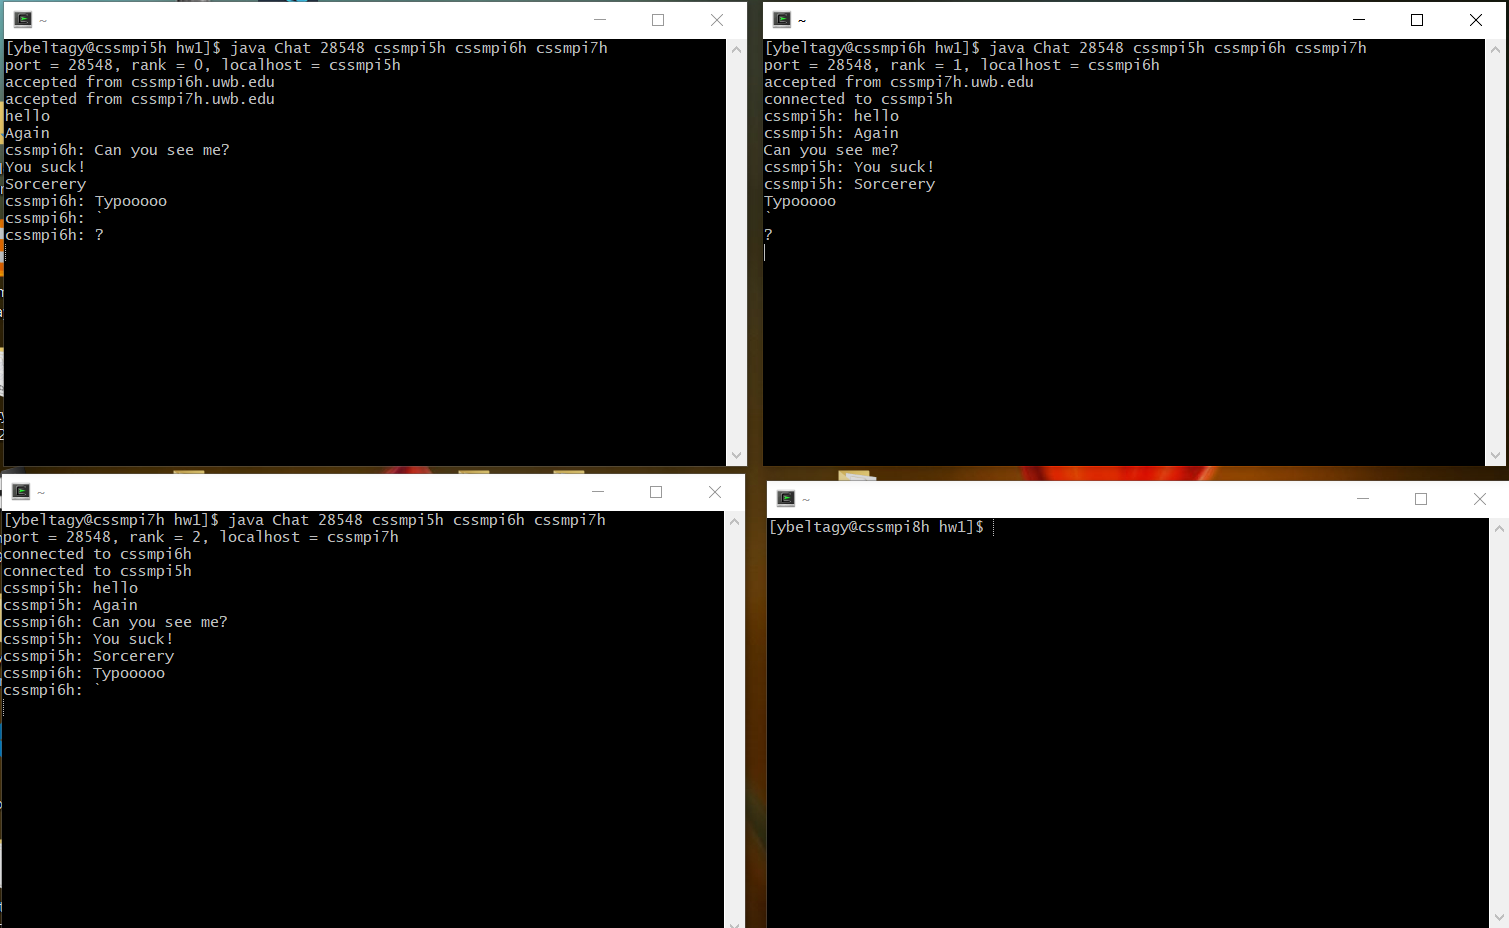 ~
[ybeltagy@cssmpi5h hw1]$ java Chat 28548 cssmpi5h cssmpi6h cssmpi7h
port = 28548, rank = 0, localhost = cssmpi5h
accepted from cssmpi6h.uwb.edu
accepted from cssmpi7h.uwb.edu
hello
Again
cssmpi6h: Can you see me?
You suck!
Sorcerery
cssmpi6h: Typooooo
cssmpi6h: `
cssmpi6h: ?
~
[ybeltagy@cssmpi6h hw1]$ java Chat 28548 cssmpi5h cssmpi6h cssmpi7h
port = 28548, rank = 1, localhost = cssmpi6h
accepted from cssmpi7h.uwb.edu
connected to cssmpi5h
cssmpi5h: hello
cssmpi5h: Again
Can you see me?
cssmpi5h: You suck!
cssmpi5h: Sorcerery
Typooooo
`
?
~
[ybeltagy@cssmpi7h hw1]$ java Chat 28548 cssmpi5h cssmpi6h cssmpi7h
port = 28548, rank = 2, localhost = cssmpi7h
connected to cssmpi6h
connected to cssmpi5h
cssmpi5h: hello
cssmpi5h: Again
cssmpi6h: Can you see me?
cssmpi5h: You suck!
cssmpi5h: Sorcerery
cssmpi6h: Typooooo
cssmpi6h: `
~
[ybeltagy@cssmpi8h hw1]$